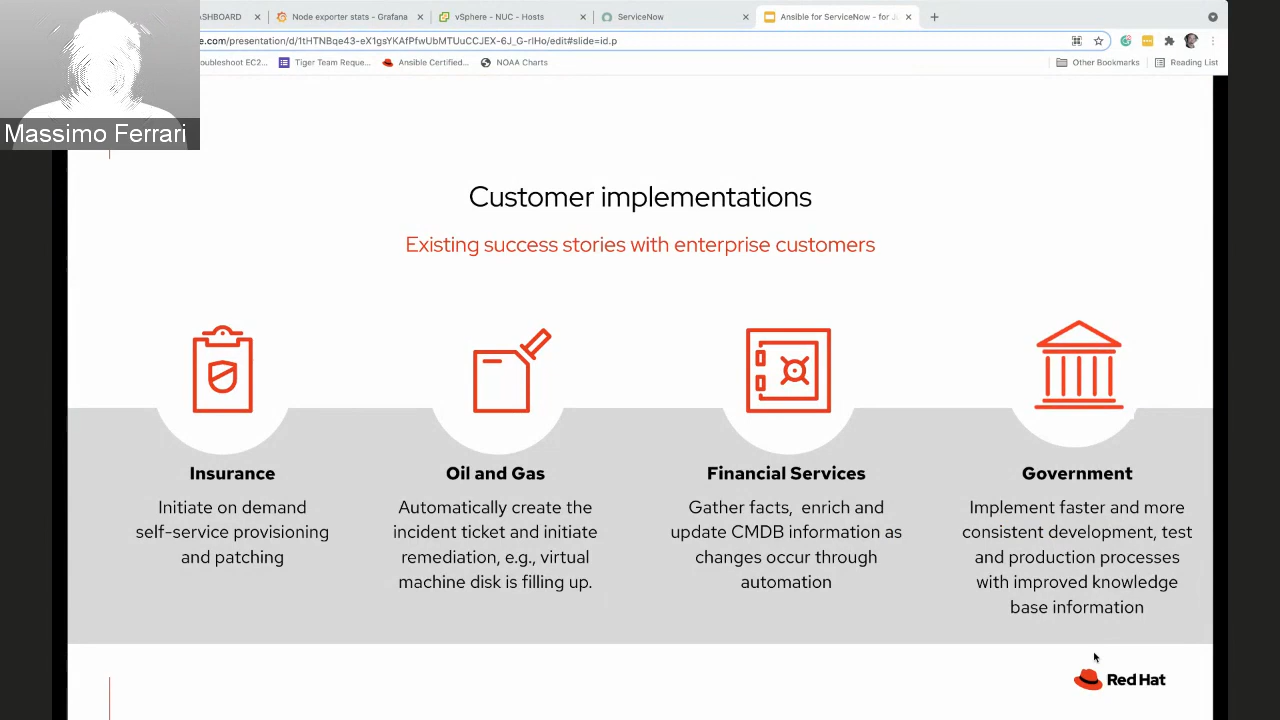 ASHBOARD
Node exporter stats - Grafana
vSphere - NUC - Hosts
ServiceNow
Ansible for ServiceNow - for J
e.com/presentation/d/1tHTNBqe43-eX1gsYKAfPfwUbMTUuCCJEX-6J_G-rIHo/edit#slide=id.p
oubleshoot EC2...
Tiger Team Reque...
Ansible Certified...
NOAA Charts
Other Bookmarks
Reading List
Massimo Ferrari
Customer implementations
Existing success stories with enterprise customers
Insurance
Initiate on demand
self-service provisioning
and patching
Oil and Gas
Automatically create the
incident ticket and initiate
remediation, e.g., virtual
machine disk is filling up.
Financial Services
Gather facts, enrich and
update CMDB information as
changes occur through
automation
Government
Implement faster and more
consistent development, test
and production processes
with improved knowledge
base information
Red Hat